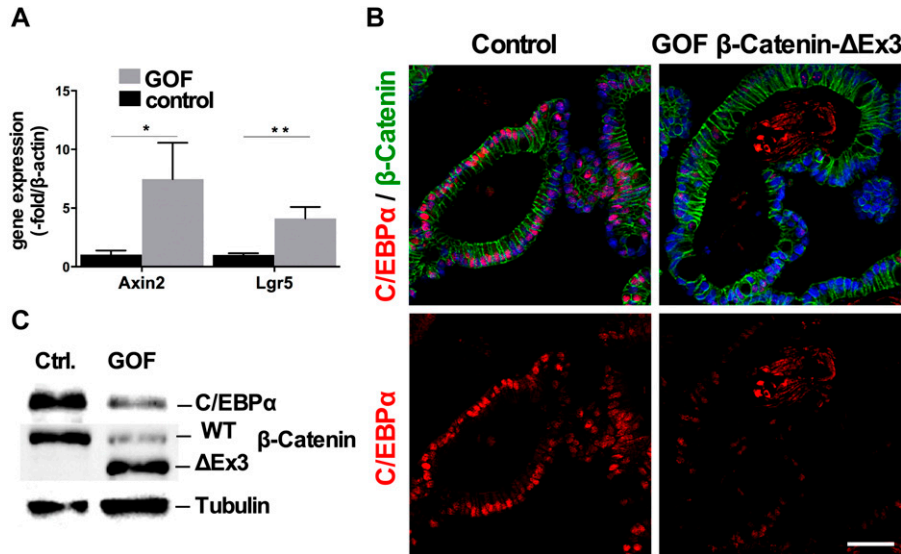 A
GOF
control
gene expression
(-fold/β-actin)
15
10
5
0
*
**
Axin2
Lgr5
B
Control
GOF β-Catenin-ΔEx3
C/EBPα / β-Catenin
C/EBPα
C
Ctrl.
GOF
C/EBPα
WT
β-Catenin
ΔEx3
Tubulin